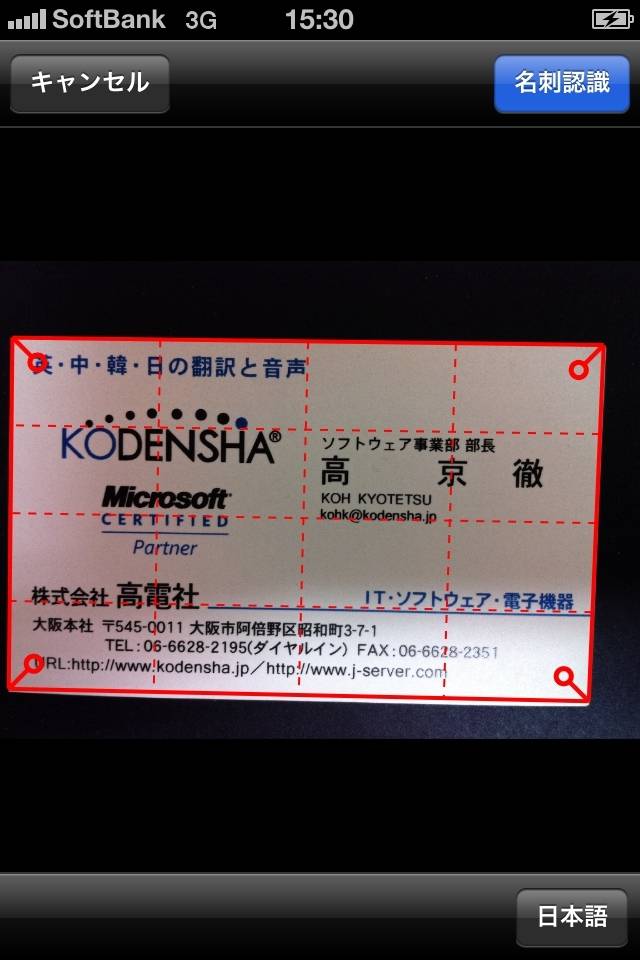 SoftBank 3G 15:30
キャンセル 名刺認識
英・中・韓・日の翻訳と音声
KODENSHA®
ソフトウェア事業部 部長
高 京 徹
KOH KYOTETSU
kohk@kodensha.jp
Microsoft
CERTIFIED
Partner
株式会社 高電社
IT・ソフトウェア・電子機器
大阪本社 〒545-0011 大阪市阿倍野区昭和町3-7-1
TEL:06-6628-2195(ダイヤルイン) FAX:06-6628-2351
URL:http://www.kodensha.jp/http://www.j-server.com
日本語